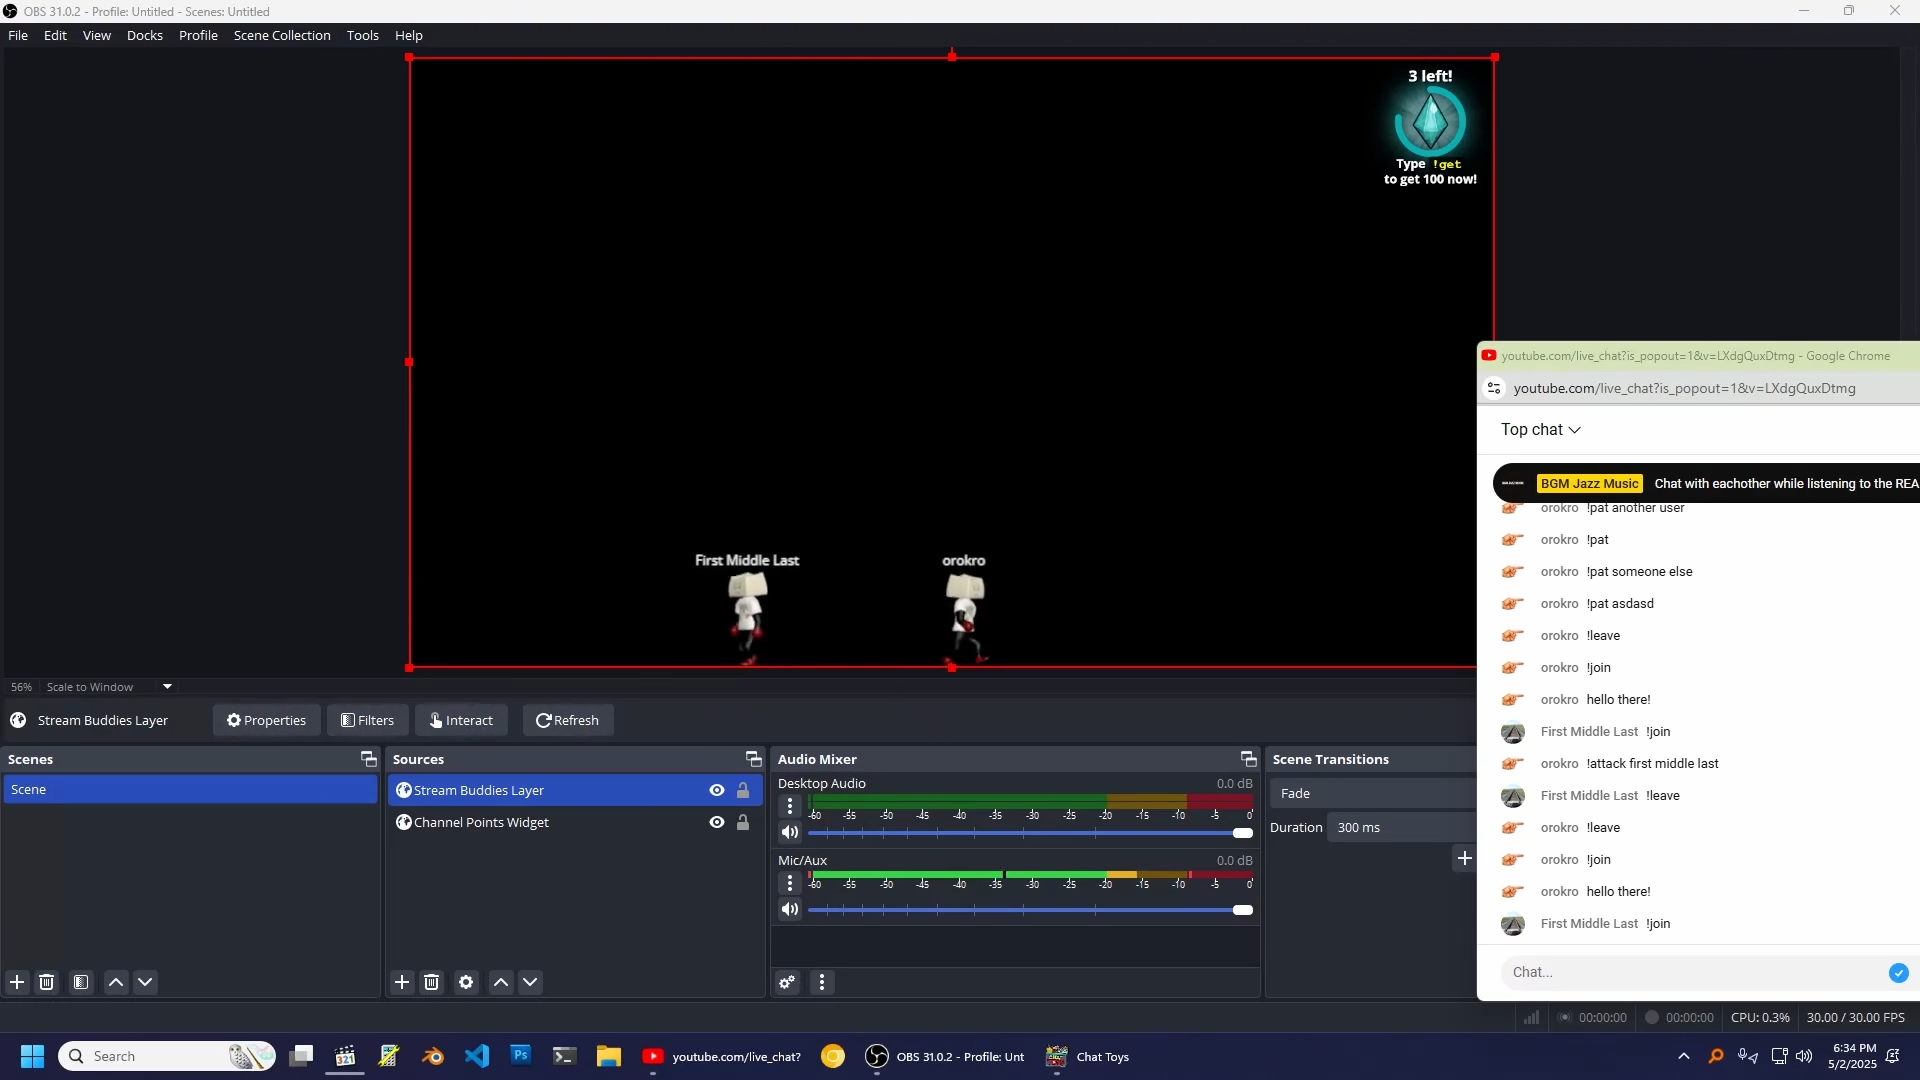 OBS 31.0.2 - Profile: Untitled - Scenes: Untitled
File Edit View Docks Profile Scene Collection Tools Help
3 left!
Type !get
to get 100 now!
First Middle Last
orokro
56% Scale to Window
Stream Buddies Layer
Properties
Filters
Interact
Refresh
Scenes
Scene
Sources
Stream Buddies Layer
Channel Points Widget
Audio Mixer
Desktop Audio 0.0 dB
-60 -55 -50 -45 -40 -35 -30 -25 -20 -15 -10 -5 0
Mic/Aux 0.0 dB
-60 -55 -50 -45 -40 -35 -30 -25 -20 -15 -10 -5 0
Scene Transitions
Fade
Duration 300 ms
youtube.com/live_chat?is_popout=1&v=LXdgQuxDtmg - Google Chrome
youtube.com/live_chat?is_popout=1&v=LXdgQuxDtmg
Top chat
BGM Jazz Music Chat with eachother while listening to the REA
orokro !pat another user
orokro !pat
orokro !pat someone else
orokro !pat asdasd
orokro !leave
orokro !join
orokro hello there!
First Middle Last !join
orokro !attack first middle last
First Middle Last !leave
orokro !leave
orokro !join
orokro hello there!
First Middle Last !join
Chat...
00:00:00 00:00:00 CPU: 0.3% 30.00 / 30.00 FPS
Search
321
Ps
youtube.com/live_chat?
OBS 31.0.2 - Profile: Unt
Chat Toys
6:34 PM
5/2/2025